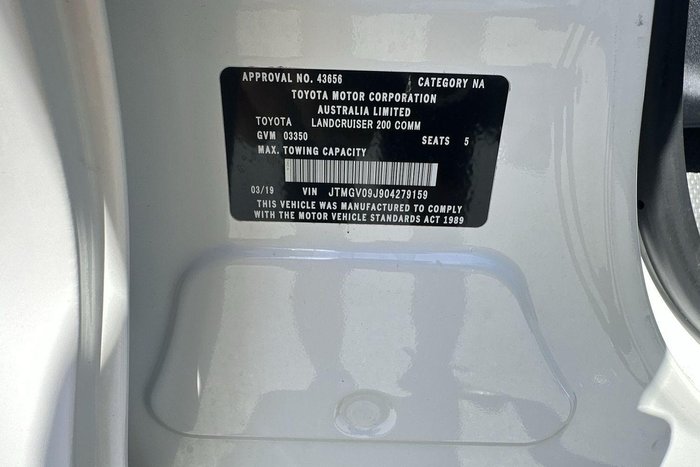 APPROVAL NO. 43656 CATEGORY NA
TOYOTA MOTOR CORPORATION
AUSTRALIA LIMITED
TOYOTA LANDCRUISER 200 COMM
GVM 03350 SEATS 5
MAX. TOWING CAPACITY
03/19 VIN JTMGV09J904279159
THIS VEHICLE WAS MANUFACTURED TO COMPLY
WITH THE MOTOR VEHICLE STANDARDS ACT 1989